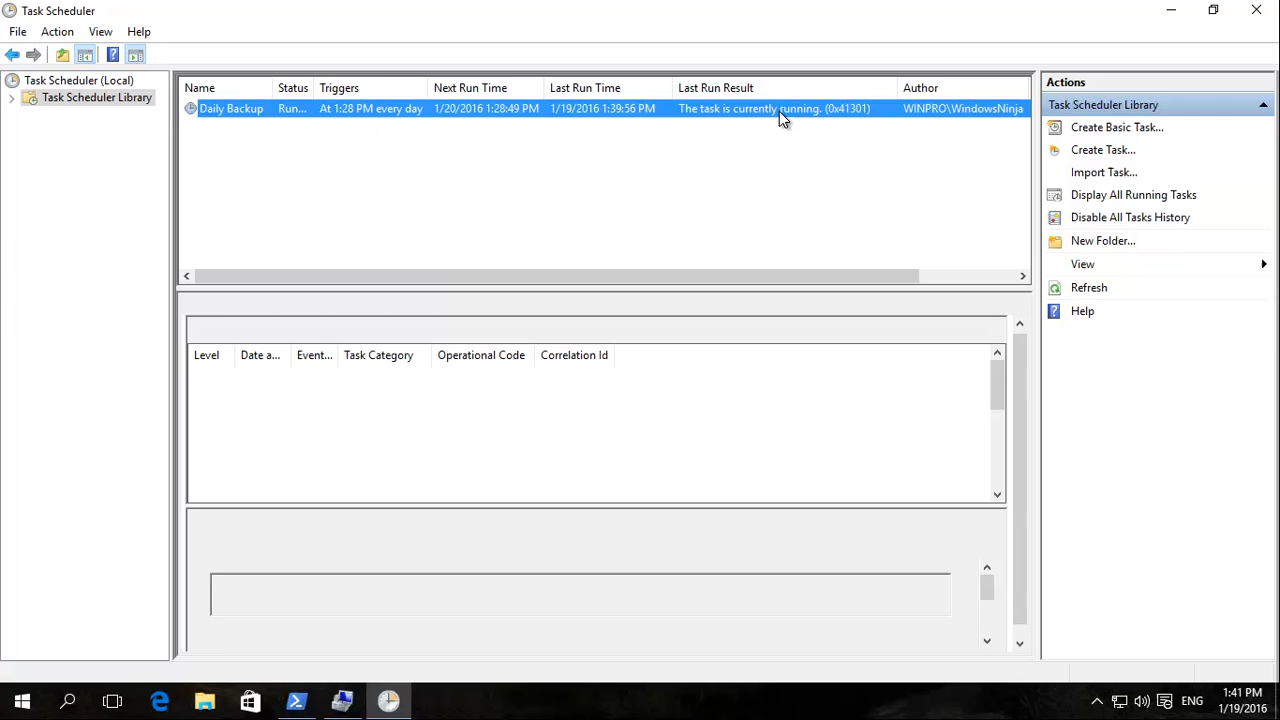 Task Scheduler
File Action View Help
Task Scheduler (Local)
Task Scheduler Library
Name Status Triggers Next Run Time Last Run Time Last Run Result Author
Daily Backup Run... At 1:28 PM every day 1/20/2016 1:28:49 PM 1/19/2016 1:39:56 PM The task is currently running. (0x41301) WINPRO\WindowsNinja
Level Date a... Event... Task Category Operational Code Correlation Id
Actions
Task Scheduler Library
Create Basic Task...
Create Task...
Import Task...
Display All Running Tasks
Disable All Tasks History
New Folder...
View
Refresh
Help
ENG
1:41 PM
1/19/2016